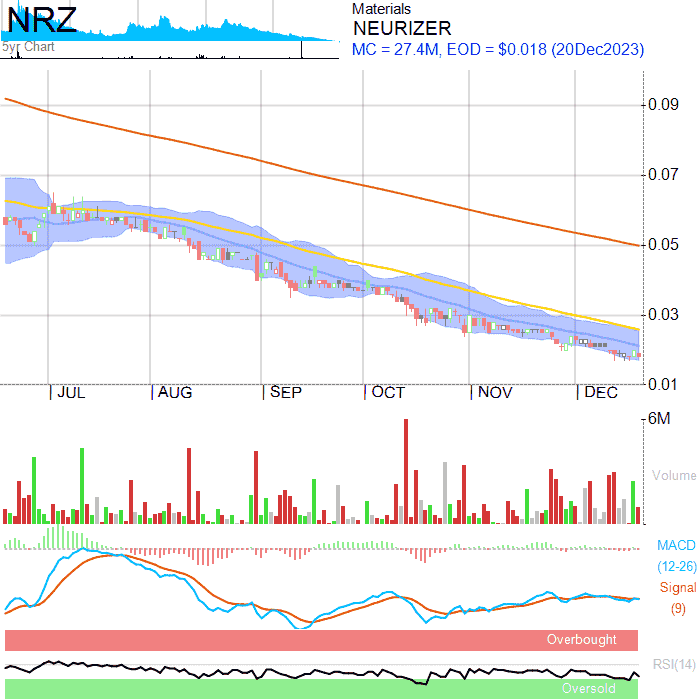 NRZ
5yr Chart
Materials
NEURIZER
MC = 27.4M, EOD = $0.018 (20Dec2023)
0.09
0.07
0.05
0.03
0.01
JUL AUG SEP OCT NOV DEC
6M
Volume
MACD
(12-26)
Signal
(9)
Overbought
RSI(14)
Oversold